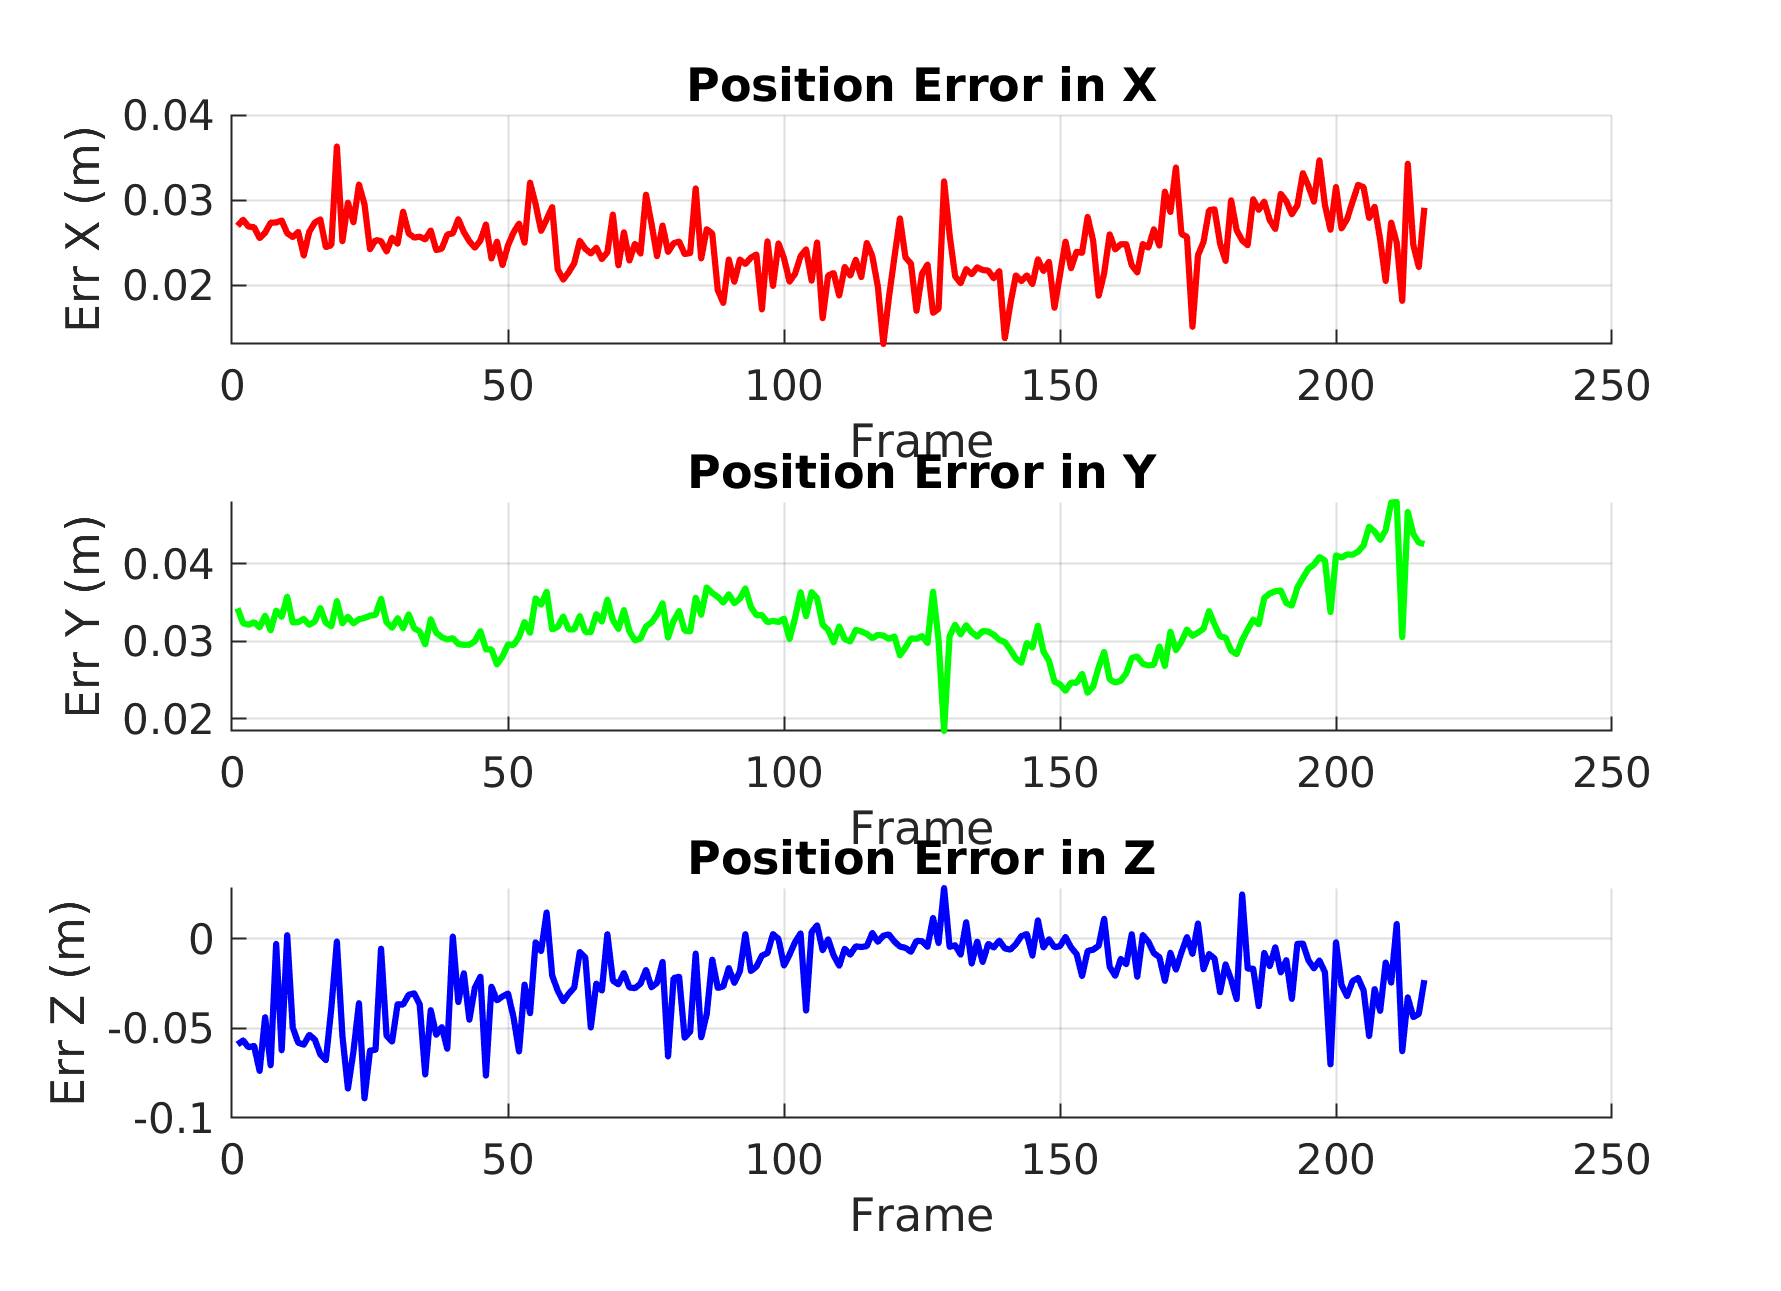 Position Error in X
Err X (m)
0.04
0.03
0.02
0 50 100 150 200 250
Frame
Position Error in Y
Err Y (m)
0.04
0.03
0.02
0 50 100 150 200 250
Frame
Position Error in Z
Err Z (m)
0
-0.05
-0.1
0 50 100 150 200 250
Frame